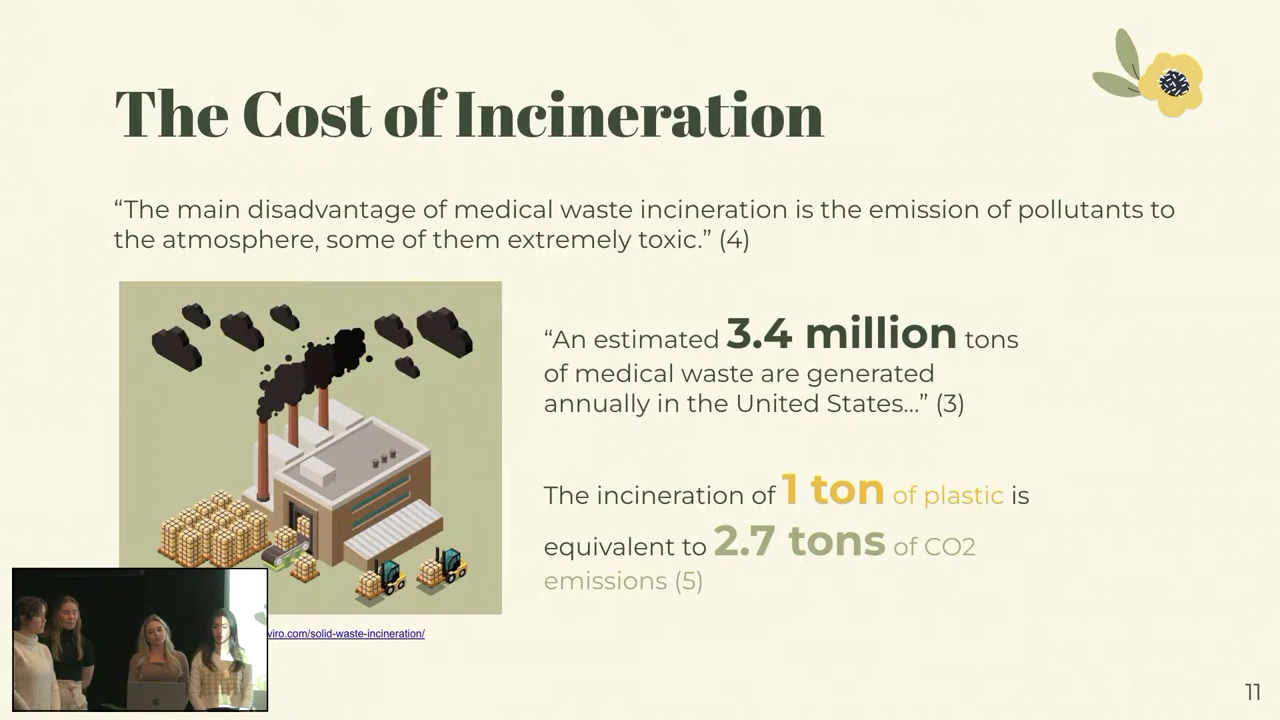 The Cost of Incineration
“The main disadvantage of medical waste incineration is the emission of pollutants to
the atmosphere, some of them extremely toxic.” (4)
“An estimated 3.4 million tons
of medical waste are generated
annually in the United States...” (3)
The incineration of 1 ton of plastic is
equivalent to 2.7 tons of CO2
emissions (5)
viro.com/solid-waste-incineration/
11